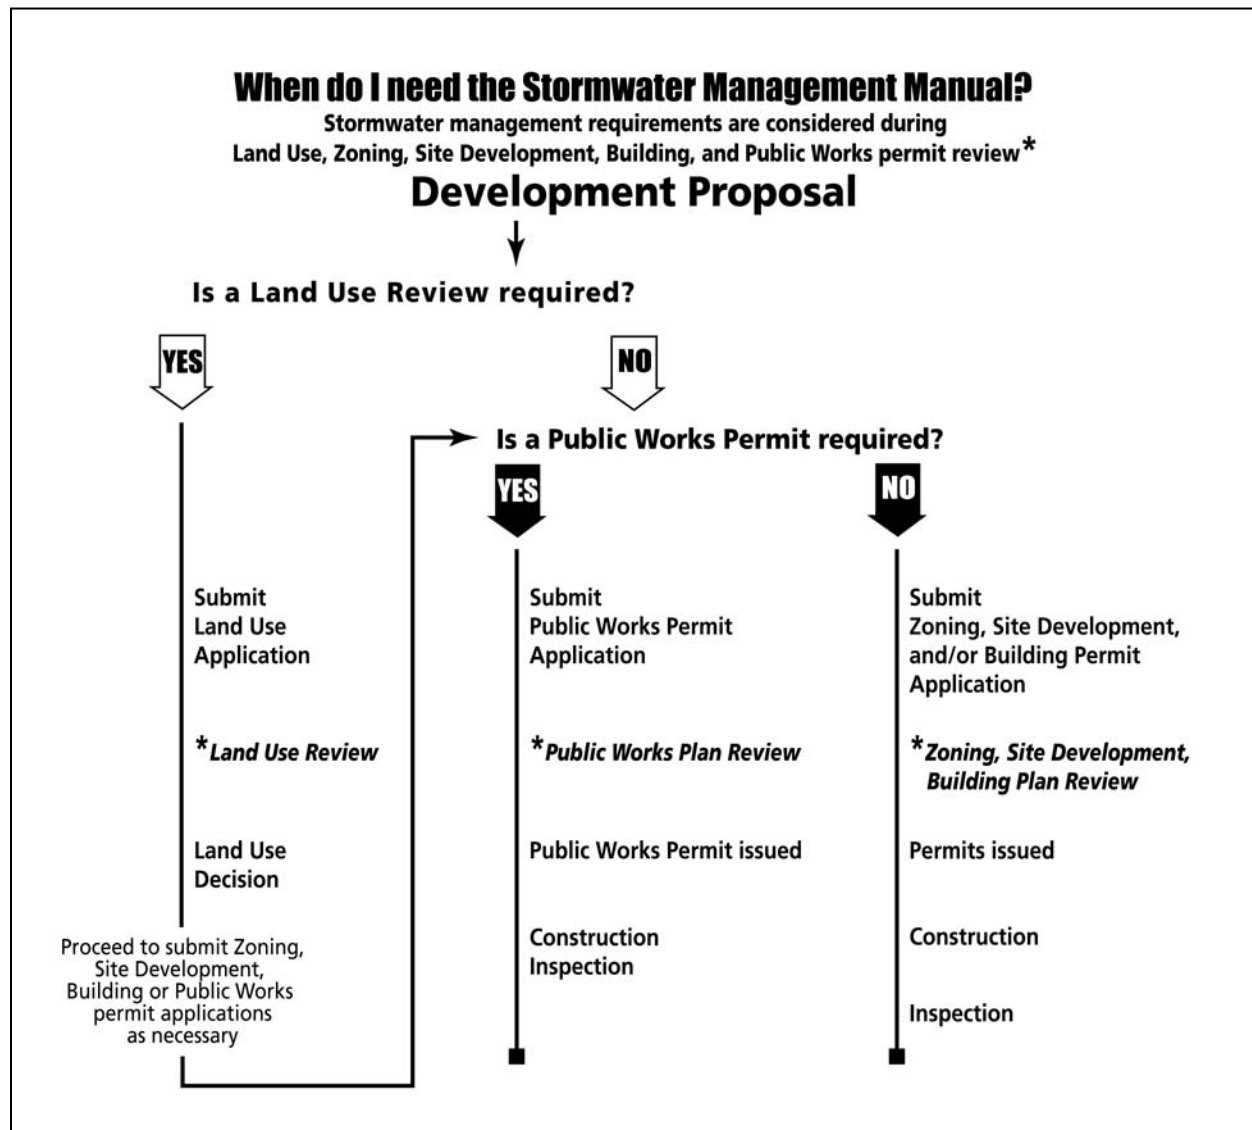 When do I need the Stormwater Management Manual?
Stormwater management requirements are considered during
Land Use, Zoning, Site Development, Building, and Public Works permit review*
Development Proposal
Is a Land Use Review required?
YES
NO
Is a Public Works Permit required?
YES
NO
Submit
Land Use
Application
*Land Use Review
Land Use
Decision
Proceed to submit Zoning,
Site Development,
Building or Public Works
permit applications
as necessary
Submit
Public Works Permit
Application
*Public Works Plan Review
Public Works Permit issued
Construction
Inspection
Submit
Zoning, Site Development,
and/or Building Permit
Application
*Zoning, Site Development,
Building Plan Review
Permits issued
Construction
Inspection